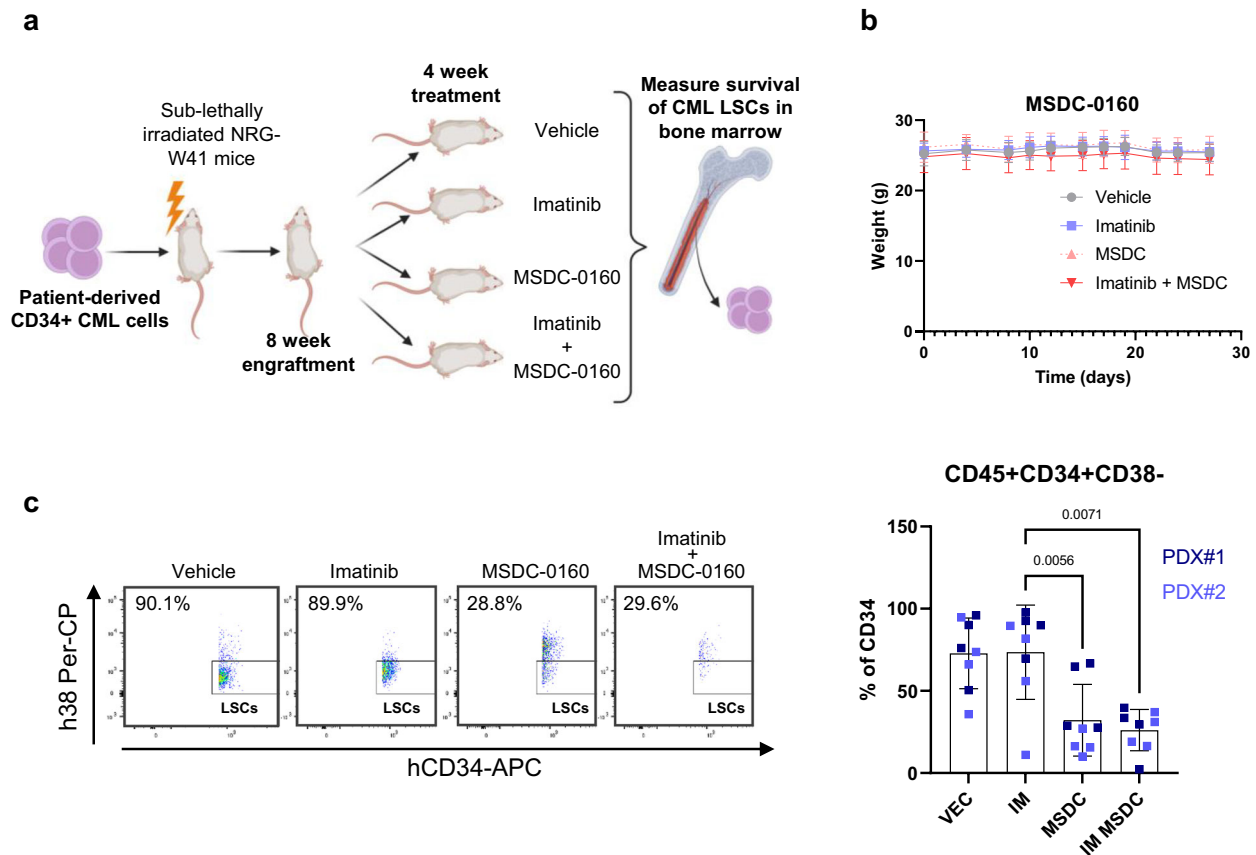 a
Sub-lethally
irradiated NRG-
W41 mice
Patient-derived
CD34+ CML cells
8 week
engraftment
4 week
treatment
Vehicle
Imatinib
MSDC-0160
Imatinib
+
MSDC-0160
Measure survival
of CML LSCs in
bone marrow
b
MSDC-0160
Weight (g)
30
20
10
0
Vehicle
Imatinib
MSDC
Imatinib + MSDC
0 10 20 30
Time (days)
c
h38 Per-CP
Vehicle
90.1%
LSCs
Imatinib
89.9%
LSCs
MSDC-0160
28.8%
LSCs
Imatinib
+
MSDC-0160
29.6%
LSCs
hCD34-APC
CD45+CD34+CD38-
% of CD34
150
100
50
0
0.0071
0.0056
PDX#1
PDX#2
VEC
IM
MSDC
IM MSDC